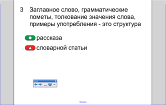 3 Заглавное слово, грамматические
пометы, толкование значения слова,
примеры употребления - это структура
рассказа
словарной статьи